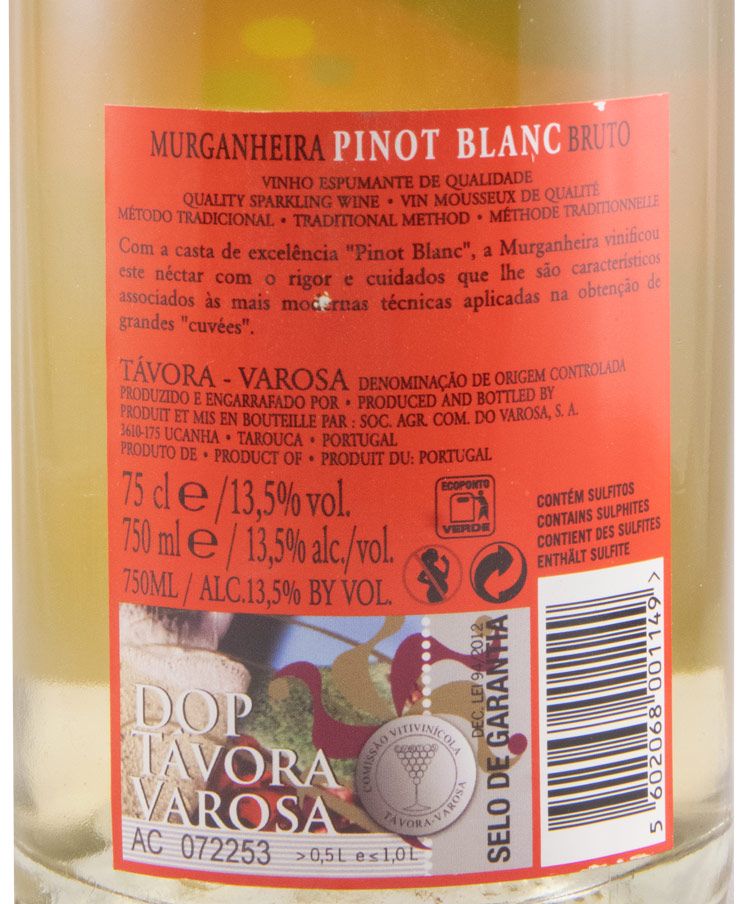 MURGANHEIRA PINOT BLANC BRUTO
VINHO ESPUMANTE DE QUALIDADE
QUALITY SPARKLING WINE • VIN MOUSSEUX DE QUALITÉ
MÉTODO TRADICIONAL • TRADITIONAL METHOD • MÉTHODE TRADITIONNELLE
Com a casta de excelência "Pinot Blanc", a Murganheira vinificou
este néctar com o rigor e cuidados que lhe são característicos
associados às mais modernas técnicas aplicadas na obtenção de
grandes "cuvées".
TÁVORA - VAROSA DENOMINAÇÃO DE ORIGEM CONTROLADA
PRODUZIDO E ENGARRAFADO POR • PRODUCED AND BOTTLED BY
PRODUIT ET MIS EN BOUTEILLE PAR : SOC. AGR. COM. DO VAROSA, S. A.
3610-175 UCANHA • TAROUCA • PORTUGAL
PRODUTO DE • PRODUCT OF • PRODUIT DU: PORTUGAL
75 cl e /13,5% vol.
750 ml e / 13,5% alc./vol.
750ML / ALC.13,5% BY VOL.
ECOPONTO
VERDE
CONTÉM SULFITOS
CONTAINS SULPHITES
CONTIENT DES SULFITES
ENTHÄLT SULFITE
DOP
TÁVORA
VAROSA
COMISSÃO VITIVINÍCOLA
TÁVORA-VAROSA
AC 072253 >0,5L e≤1,0L
DEC. LEI 94/2012
SELO DE GARANTIA
5 602068 001149 >